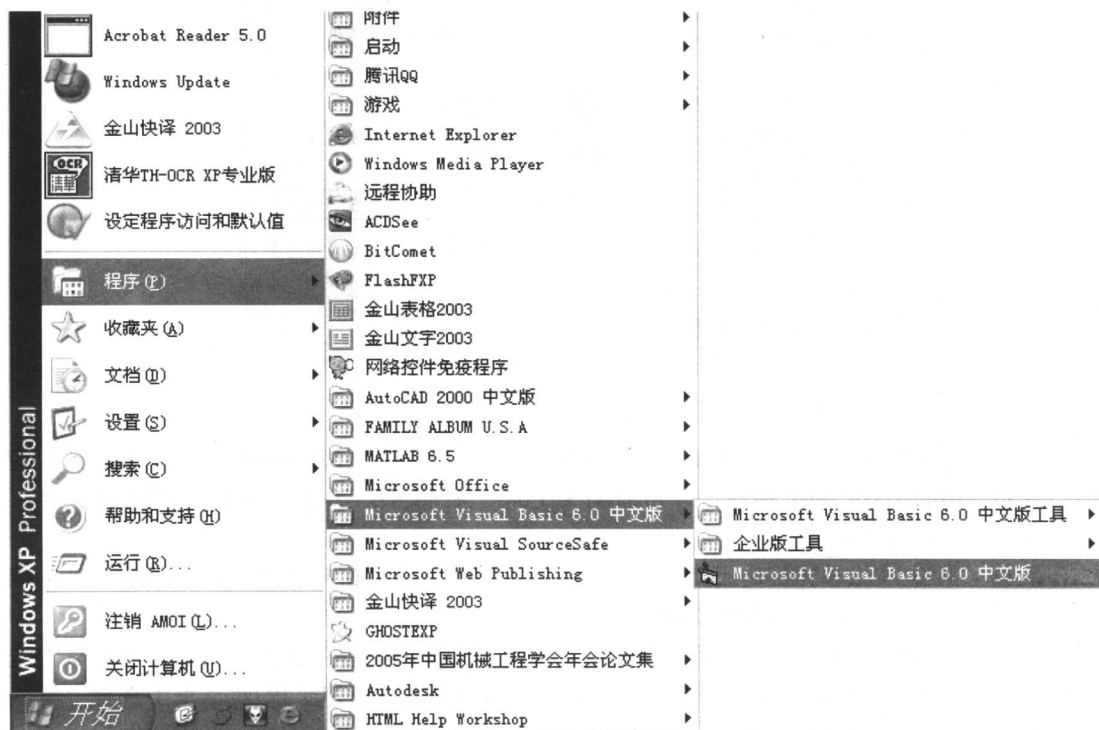 Acrobat Reader 5.0
Windows Update
金山快译 2003
OCR
清華
清华TH-OCR XP专业版
设定程序访问和默认值
程序(P)
收藏夹(A)
文档(D)
设置(S)
搜索(C)
帮助和支持(H)
运行(R)...
注销 AMOI(L)...
关闭计算机(U)...
Windows XP Professional
开始
附件
启动
腾讯QQ
游戏
Internet Explorer
Windows Media Player
远程协助
ACDSee
BitComet
FlashFXP
金山表格2003
金山文字2003
网络控件免疫程序
AutoCAD 2000 中文版
FAMILY ALBUM U.S.A
MATLAB 6.5
Microsoft Office
Microsoft Visual Basic 6.0 中文版
Microsoft Visual SourceSafe
Microsoft Web Publishing
金山快译 2003
GHOSTEXP
2005年中国机械工程学会年会论文集
Autodesk
HTML Help Workshop
Microsoft Visual Basic 6.0 中文版工具
企业版工具
Microsoft Visual Basic 6.0 中文版